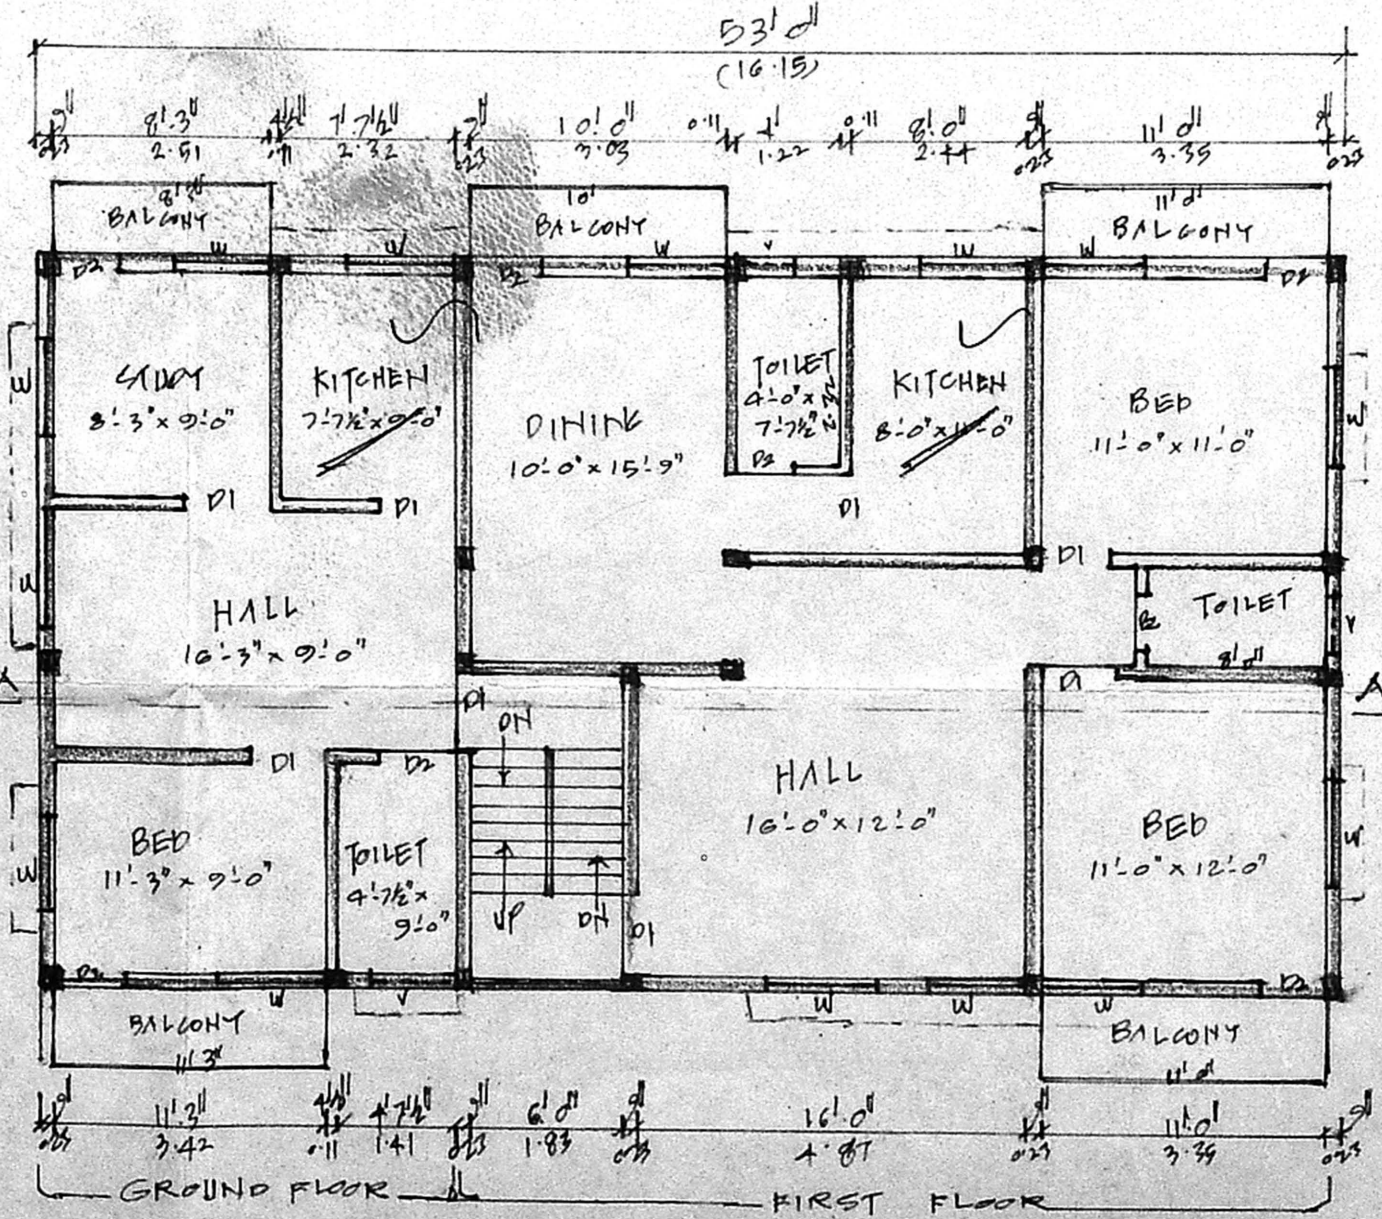 53'-0"
(16.15)
9" 8'-3" 4½" 7'-7½" 9" 10'-0" 0.11 4' 0.11 8'-0" 9" 11'-0" 9"
0.23 2.51 0.11 2.32 0.23 3.05 1.22 2.44 0.23 3.35 0.23
8'-3" 10' 11'-0"
BALCONY BALCONY BALCONY
W W W V W W
D2 D2 D2
STUDY KITCHEN TOILET KITCHEN BED
8'-3" x 9'-0" 7'-7½" x 9'-0" 4'-0" x 8'-0" x 11'-0" 11'-0" x 11'-0"
7'-7½"
DINING
10'-0" x 15'-9"
W W
D2
D1 D1 D1
D1
HALL
16'-3" x 9'-0"
W
TOILET
D2 V
8'-0"
A D1 D1 A
DN
D1 D2
HALL
16'-0" x 12'-0"
BED TOILET BED
11'-3" x 9'-0" 4'-7½" x 11'-0" x 12'-0"
9'-0"
W W
UP DN D1
D2 D2
W V W W W
BALCONY BALCONY
11'3" 11'-0"
9" 11'-3" 4½" 4'-7½" 9" 6'-0" 9" 16'-0" 9" 11'-0" 9"
0.23 3.42 0.11 1.41 0.23 1.83 0.23 4.87 0.23 3.35 0.23
GROUND FLOOR FIRST FLOOR